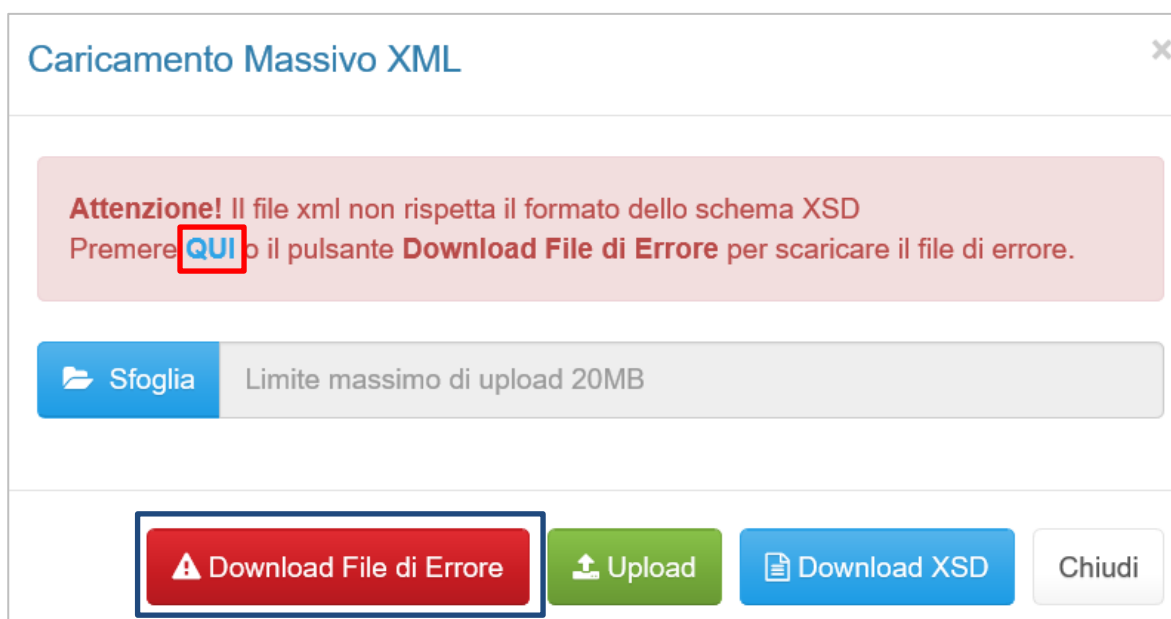 Caricamento Massivo XML
×
Attenzione! Il file xml non rispetta il formato dello schema XSD
Premere QUI o il pulsante Download File di Errore per scaricare il file di errore.
Sfoglia Limite massimo di upload 20MB
Download File di Errore Upload Download XSD Chiudi